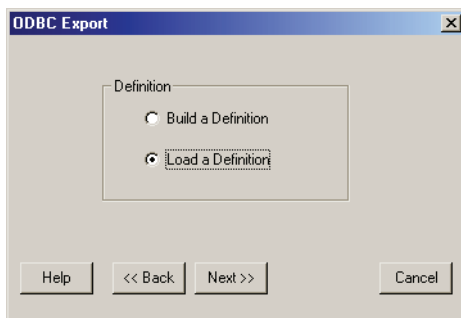 ODBC Export
Definition
Build a Definition
Load a Definition
Help
<< Back
Next >>
Cancel